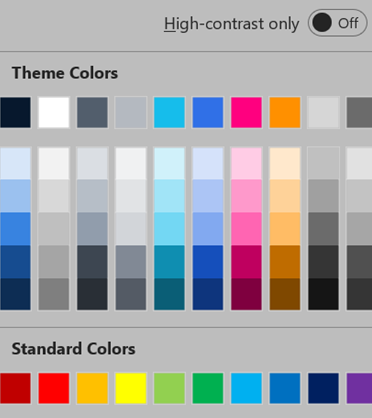 High-contrast only Off
Theme Colors
Standard Colors